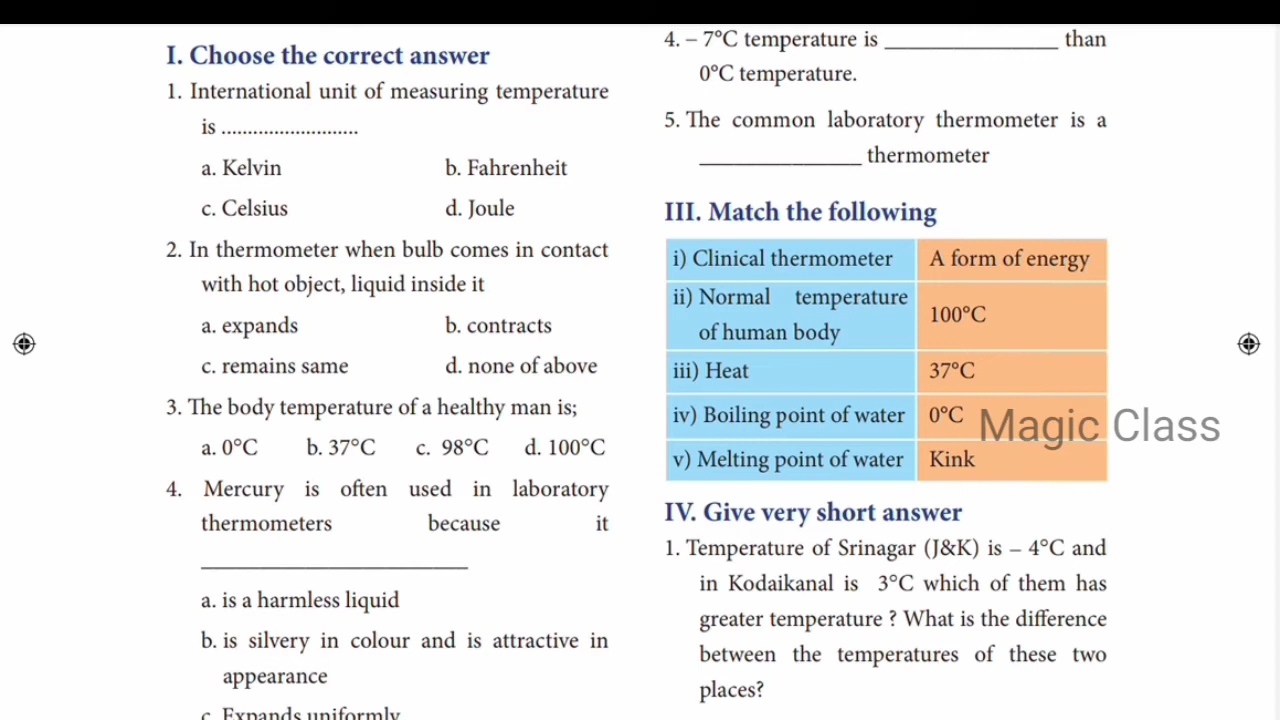 I. Choose the correct answer
1. International unit of measuring temperature
is ..........................
a. Kelvin b. Fahrenheit
c. Celsius d. Joule
2. In thermometer when bulb comes in contact
with hot object, liquid inside it
a. expands b. contracts
c. remains same d. none of above
3. The body temperature of a healthy man is;
a. 0°C b. 37°C c. 98°C d. 100°C
4. Mercury is often used in laboratory
thermometers because it
________________________
a. is a harmless liquid
b. is silvery in colour and is attractive in
appearance
c. Expands uniformly
4. – 7°C temperature is ________________ than
0°C temperature.
5. The common laboratory thermometer is a
_______________ thermometer
III. Match the following
i) Clinical thermometer A form of energy
ii) Normal temperature
of human body 100°C
iii) Heat 37°C
iv) Boiling point of water 0°C
v) Melting point of water Kink
Magic Class
IV. Give very short answer
1. Temperature of Srinagar (J&K) is – 4°C and
in Kodaikanal is 3°C which of them has
greater temperature ? What is the difference
between the temperatures of these two
places?